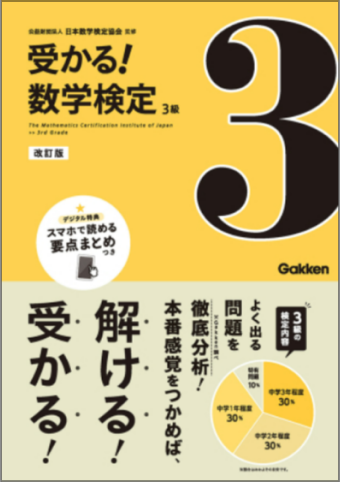 公益財団法人 日本数学検定協会 監修
受かる!
数学検定 3級
The Mathematics Certification Institute of Japan
>> 3rd Grade
改訂版
3
デジタル特典
スマホで読める
要点まとめ
つき
Gakken
よく出る
問題を
徹底分析!
本番感覚をつかめば、
解ける!
受かる!
3級の
検定内容
中学3年程度
30%
中学2年程度
30%
中学1年程度
30%
特有
問題
10%